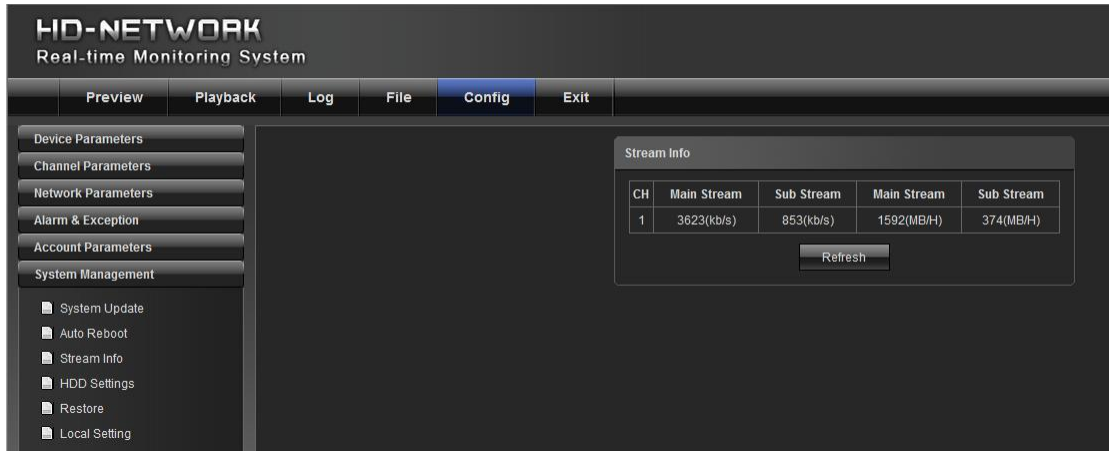 HD-NETWORK
Real-time Monitoring System
Preview Playback Log File Config Exit
Device Parameters
Channel Parameters
Network Parameters
Alarm & Exception
Account Parameters
System Management
System Update
Auto Reboot
Stream Info
HDD Settings
Restore
Local Setting
Stream Info
CH Main Stream Sub Stream Main Stream Sub Stream
1 3623(kb/s) 853(kb/s) 1592(MB/H) 374(MB/H)
Refresh